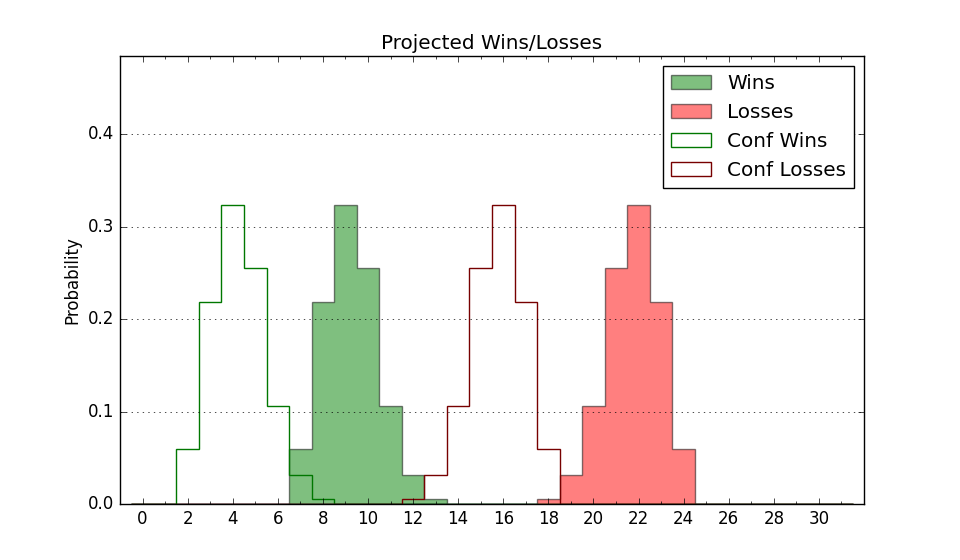 Projected Wins/Losses
Wins
Losses
Conf Wins
Conf Losses
Probability
0.4
0.3
0.2
0.1
0.0
0 2 4 6 8 10 12 14 16 18 20 22 24 26 28 30